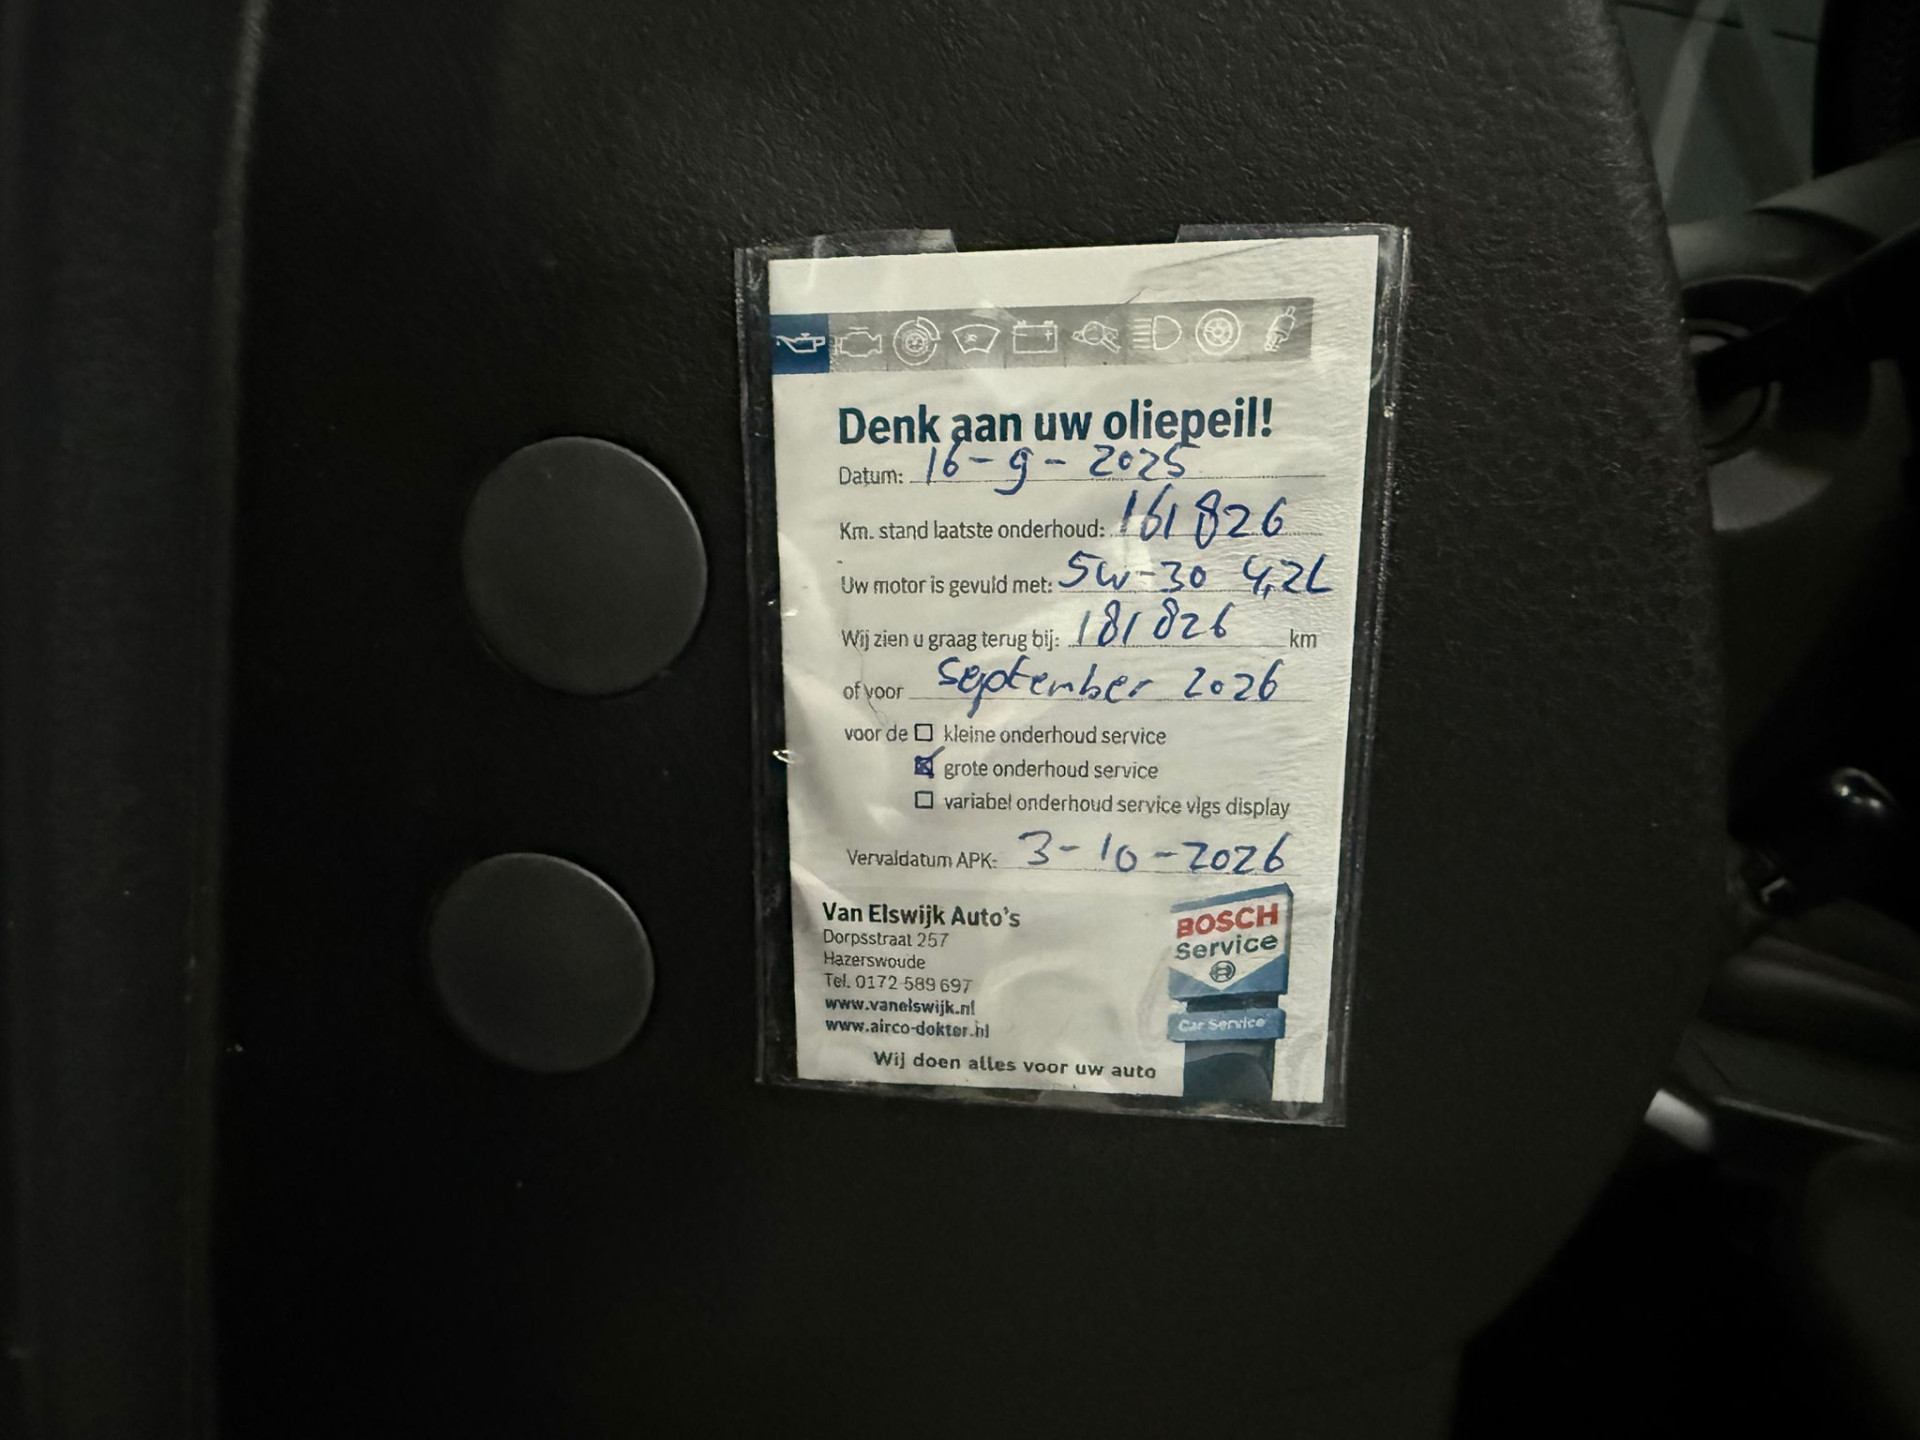 Denk aan uw oliepeil!
Datum: 16-9-2025
Km. stand laatste onderhoud: 161826
Uw motor is gevuld met: 5W-30 4,2L
Wij zien u graag terug bij: 181826 km
of voor september 2026
voor de ☐ kleine onderhoud service
☒ grote onderhoud service
☐ variabel onderhoud service vlgs display
Vervaldatum APK: 3-10-2026
Van Elswijk Auto's
Dorpsstraat 257
Hazerswoude
Tel. 0172-589 697
www.vanelswijk.nl
www.airco-dokter.nl
Wij doen alles voor uw auto
BOSCH
Service
Car Service